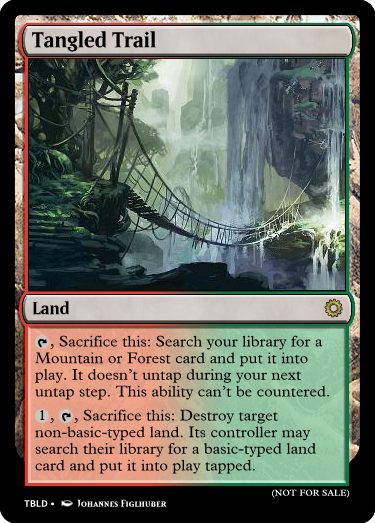 Tangled Trail
Land
, Sacrifice this: Search your library for a
Mountain or Forest card and put it into
play. It doesn't untap during your next
untap step. This ability can't be countered.
1, , Sacrifice this: Destroy target
non-basic-typed land. Its controller may
search their library for a basic-typed land
card and put it into play tapped.
(NOT FOR SALE)
TBLD • Johannes Figlhuber